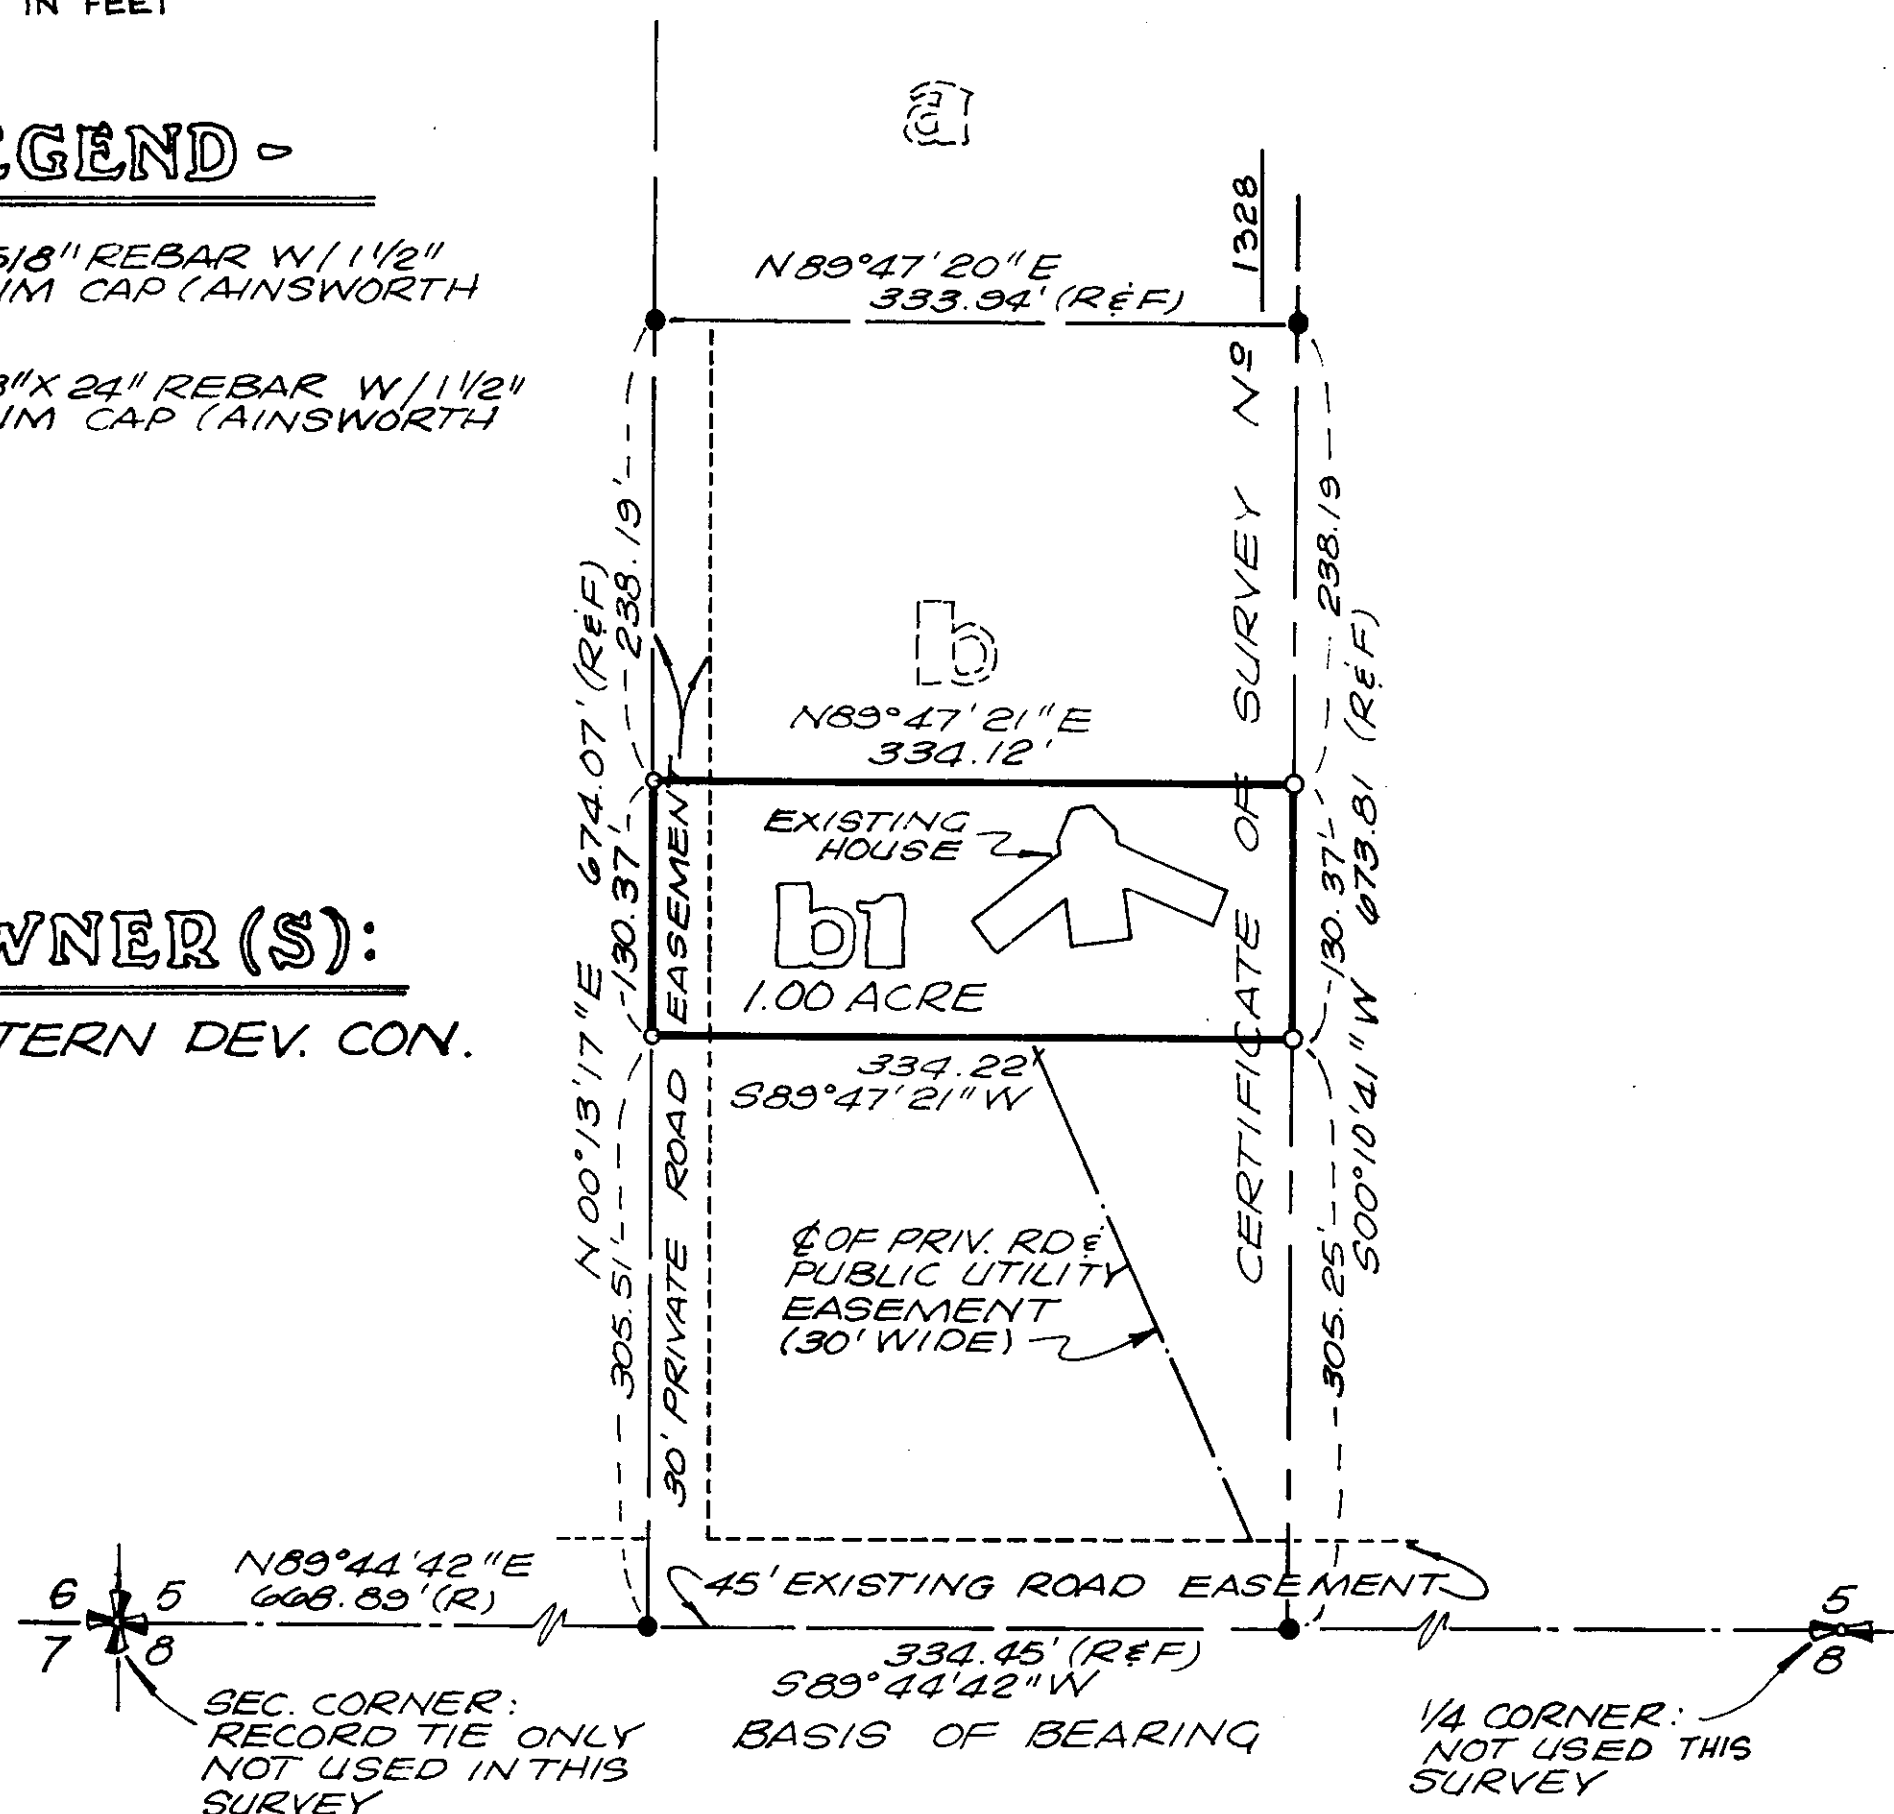 IN FEET
EGEND -
5/8" REBAR W/ 1 1/2"
UM CAP (AINSWORTH
8" X 24" REBAR W/ 1 1/2"
UM CAP (AINSWORTH
WNER(S):
TERN DEV. CON.
a
N 89° 47' 20" E
333.94' (R & F)
CERTIFICATE OF SURVEY Nº 1328
238.19'
238.19
N 00° 13' 17" E 674.07' (R & F)
S00° 10' 41" W 673.81 (R & F)
b
N89° 47' 21" E
334.12'
130.37'
130.37'
EXISTING
HOUSE
b1
1.00 ACRE
334.22'
S89° 47' 21" W
30' PRIVATE ROAD EASEMENT
305.51'
305.25'
℄ OF PRIV. RD &
PUBLIC UTILITY
EASEMENT
(30' WIDE)
N89° 44' 42" E
668.89' (R)
45' EXISTING ROAD EASEMENT
6 5
7 8
5
8
334.45' (R & F)
S89° 44' 42" W
BASIS OF BEARING
SEC. CORNER:
RECORD TIE ONLY
NOT USED IN THIS
SURVEY
1/4 CORNER:
NOT USED THIS
SURVEY